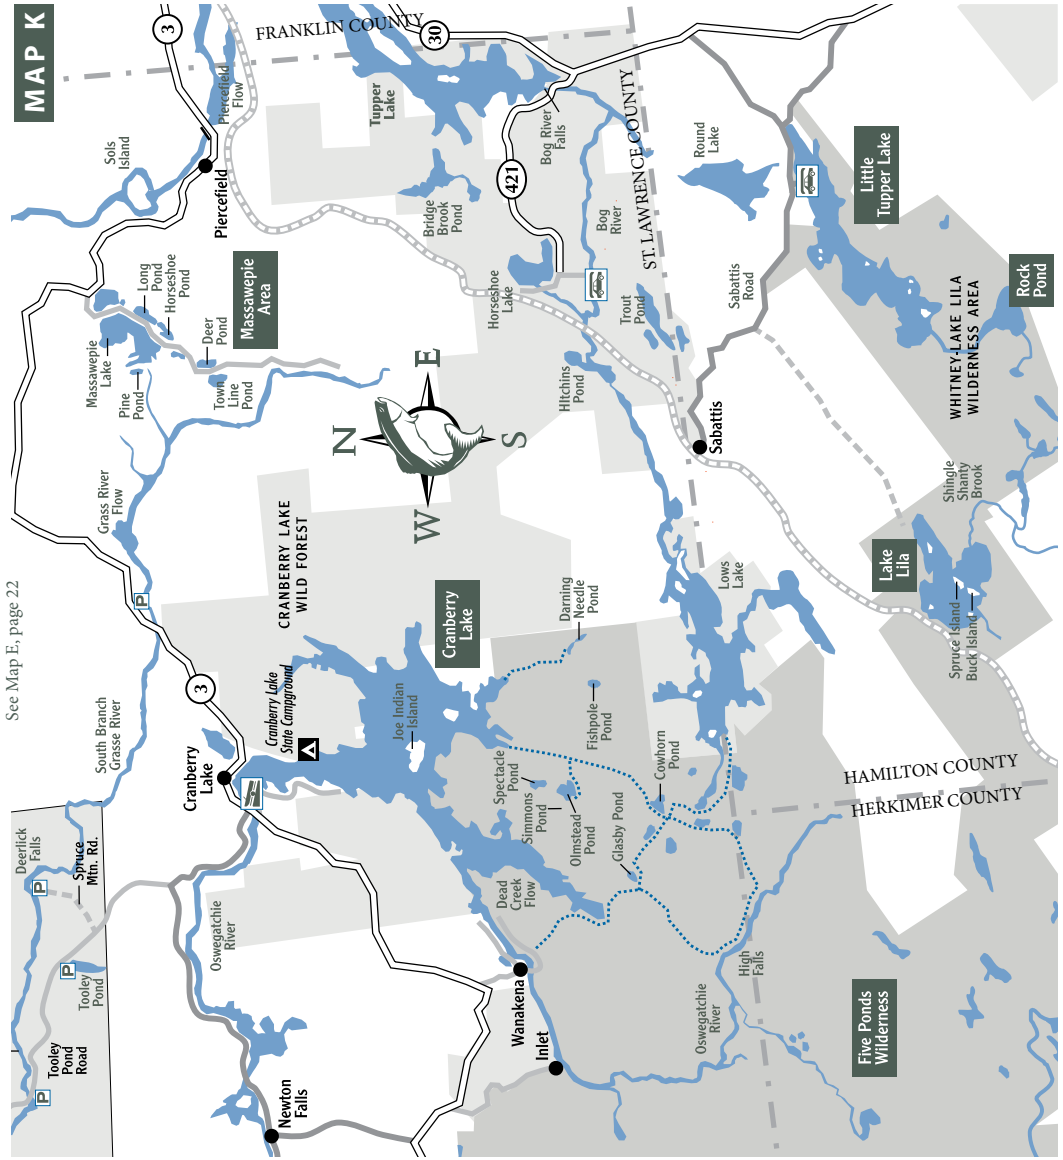 MAP K
See Map E, page 22
3
FRANKLIN COUNTY
30
Piercefield
Flow
Sols
Island
Piercefield
Tupper
Lake
Bridge
Brook
Pond
421
Bog River
Falls
Bog
River
ST. LAWRENCE COUNTY
Round
Lake
Little
Tupper Lake
Long
Pond
Horseshoe
Pond
Massawepie
Area
Massawepie
Lake
Deer
Pond
Pine
Pond
Town
Line
Pond
Horseshoe
Lake
Trout
Pond
Sabattis
Road
Rock
Pond
WHITNEY-LAKE LILA
WILDERNESS AREA
Hitchins
Pond
Sabattis
N
E
S
W
Grass River
Flow
P
Shingle
Shanty
Brook
CRANBERRY LAKE
WILD FOREST
Lake
Lila
Lows
Lake
Cranberry
Lake
Darning
Needle
Pond
Spruce Island
Buck Island
3
South Branch
Grasse River
Cranberry Lake
State Campground
Joe Indian
Island
Fishpole
Pond
Cranberry
Lake
Spectacle
Pond
Cowhorn
Pond
Simmons
Pond
Olmstead
Pond
Glasby Pond
HAMILTON COUNTY
HERKIMER COUNTY
Deerlick
Falls
Spruce
Mtn. Rd.
P
Dead
Creek
Flow
Oswegatchie
River
P
Tooley
Pond
High
Falls
Wanakena
Oswegatchie
River
Inlet
Five Ponds
Wilderness
Tooley
Pond
Road
P
Newton
Falls